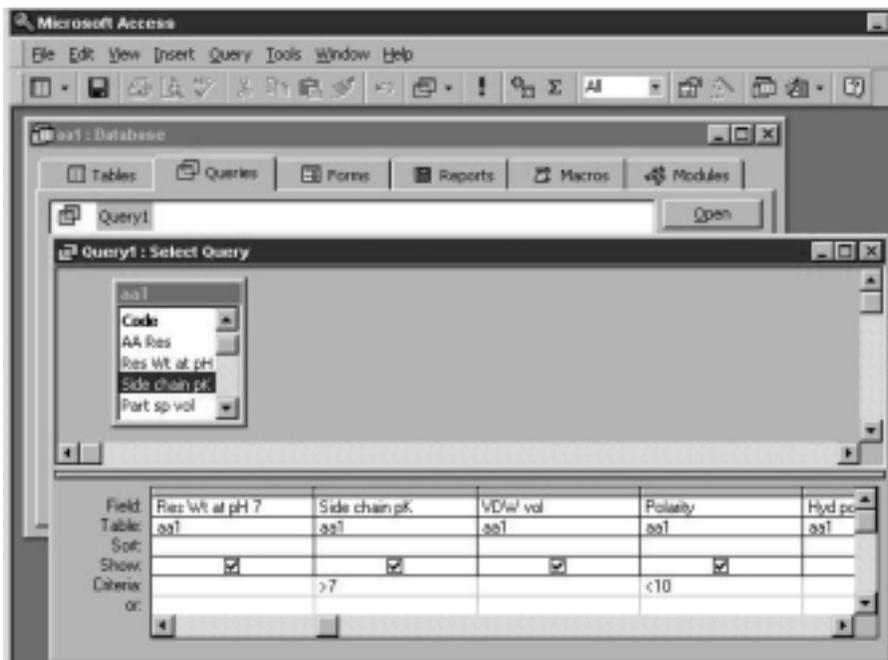 Microsoft Access
File Edit View Insert Query Tools Window Help
All
aa1 : Database
Tables Queries Forms Reports Macros Modules
Query1 Open
Query1 : Select Query
aa1
Code
AA Res
Res Wt at pH
Side chain pK
Part sp vol
Field: Res Wt at pH 7 Side chain pK VDW vol Polarity Hyd po
Table: aa1 aa1 aa1 aa1 aa1
Sort:
Show:
Criteria: >7 <10
or: